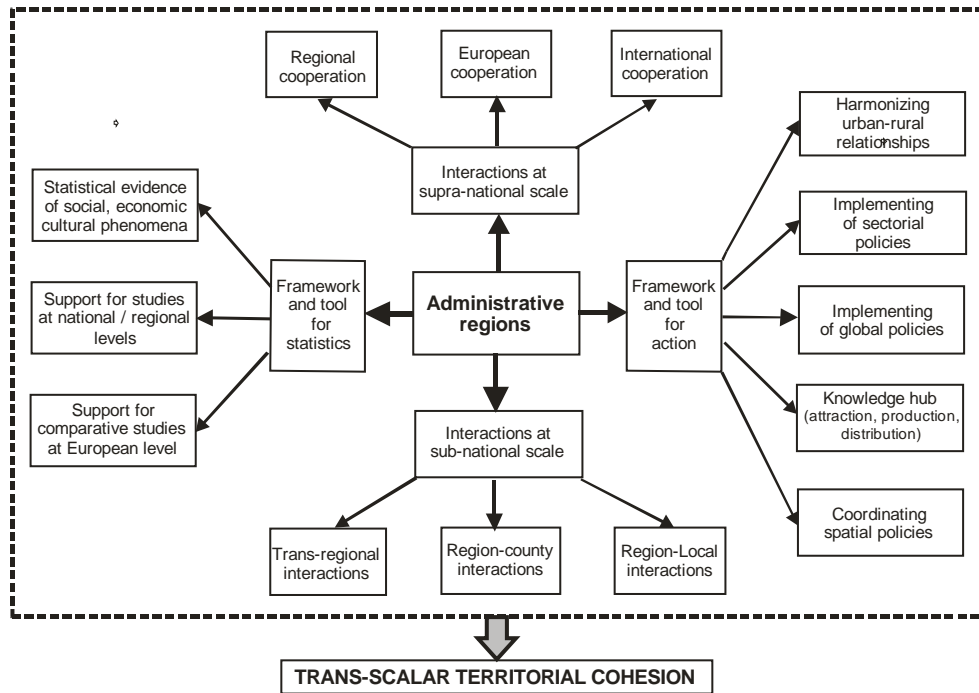 Regional
cooperation
European
cooperation
International
cooperation
Interactions at
supra-national scale
Statistical evidence
of social, economic
cultural phenomena
Support for studies
at national / regional
levels
Support for
comparative studies
at European level
Framework
and tool
for
statistics
Administrative
regions
Framework
and tool
for
action
Harmonizing
urban-rural
relationships
Implementing
of sectorial
policies
Implementing
of global policies
Knowledge hub
(attraction, production,
distribution)
Coordinating
spatial policies
Interactions at
sub-national scale
Trans-regional
interactions
Region-county
interactions
Region-Local
interactions
TRANS-SCALAR TERRITORIAL COHESION